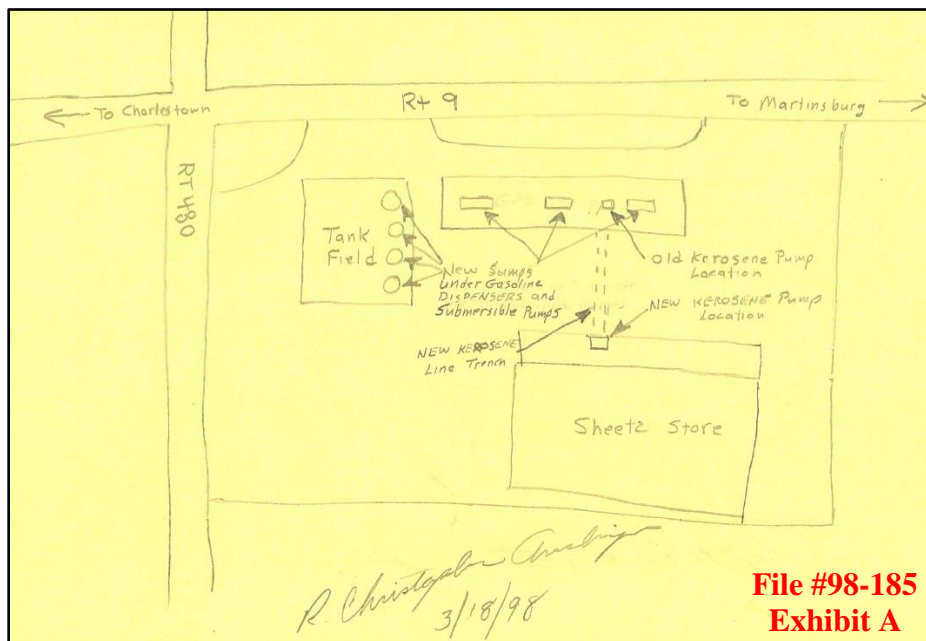 To Charlestown
Rt 9
To Martinsburg
RT 480
Tank
Field
New Sumps
Under Gasoline
DISPENSERS and
Submersible Pumps
Old Kerosene Pump
Location
NEW KEROSENE Pump
Location
NEW KEROSENE
Line Trench
Sheetz Store
R. Christopher
3/18/98
File #98-185
Exhibit A